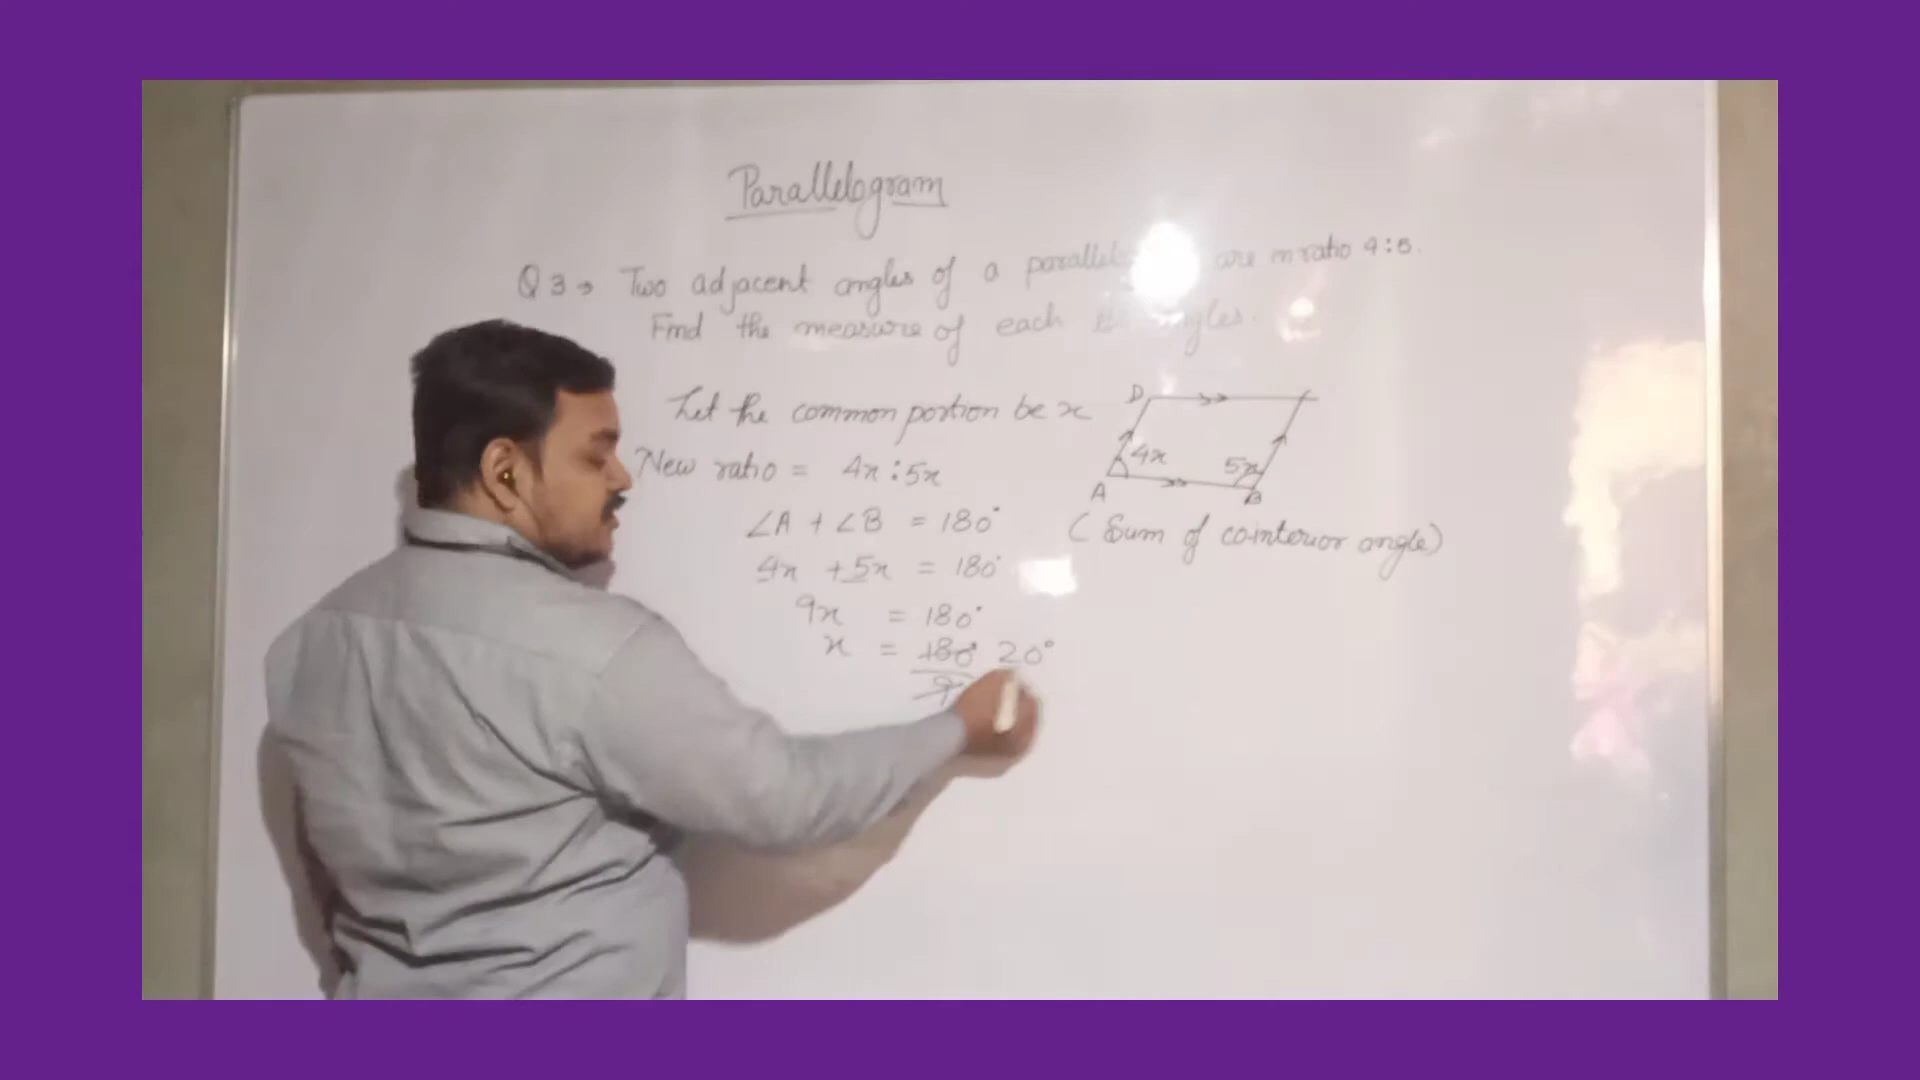 Parallelogram
Q 3→ Two adjacent angles of a are in ratio 4:5.
Find the measure of each
Let the common portion be x
New ratio = 4x : 5x
D
4x
5x
A
B
∠A + ∠B = 180°
(Sum of cointerior angle)
4x + 5x = 180°
9x = 180°
x = 180° 20°
9